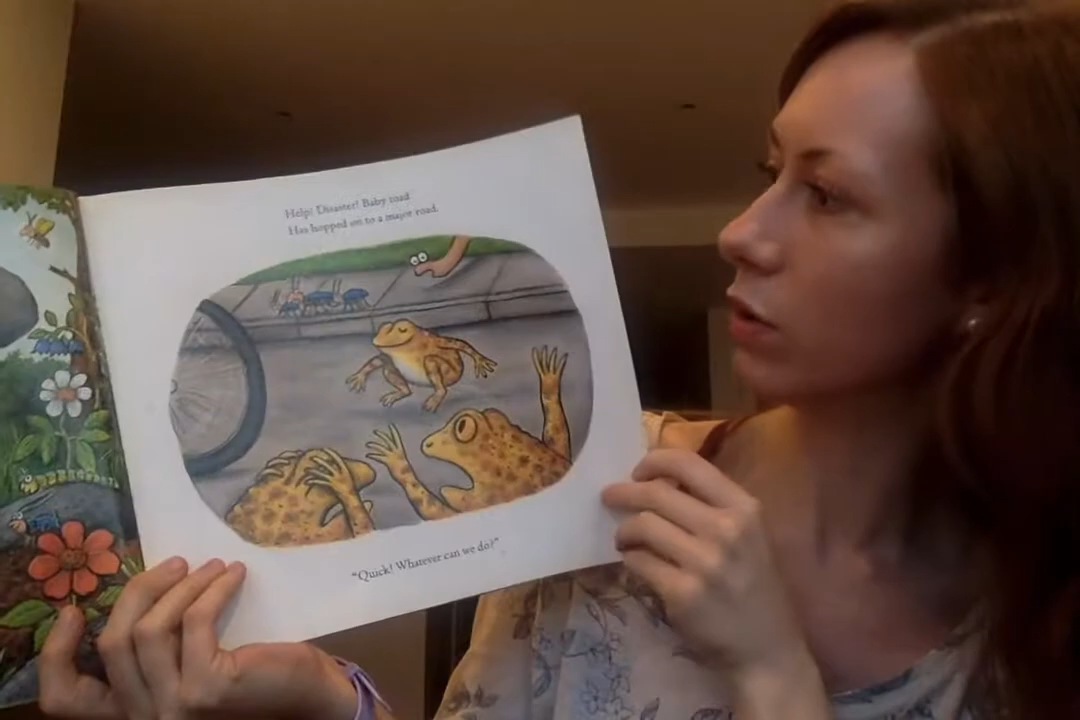 Help! Disaster! Baby toad
Has hopped on to a major road.
"Quick! Whatever can we do?"